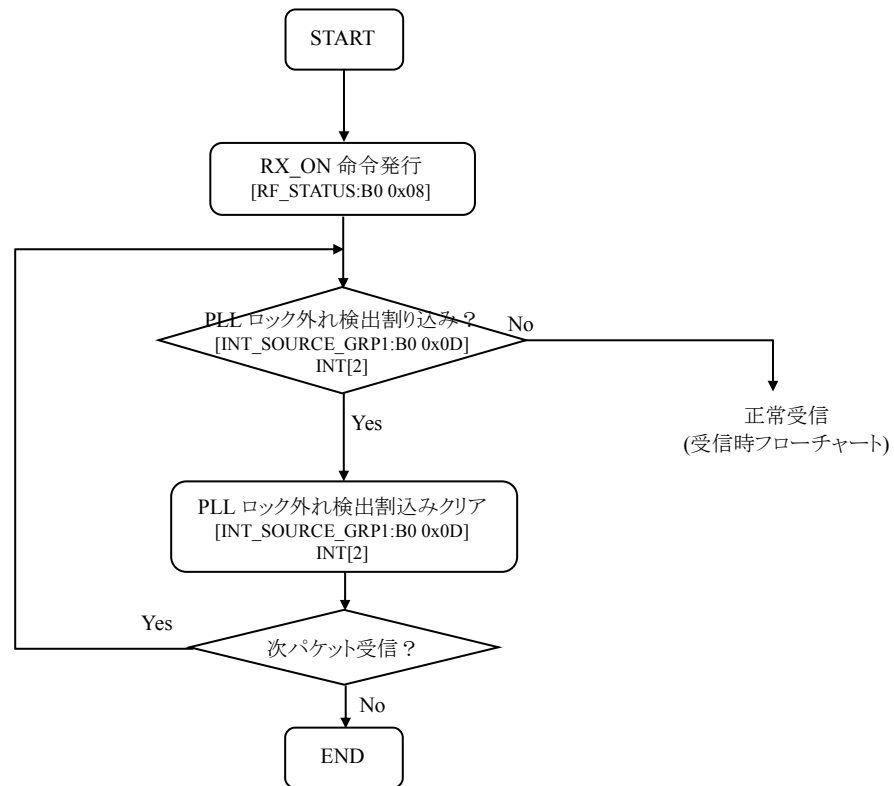 START
RX_ON 命令発行
[RF_STATUS:B0 0x08]
PLL ロック外れ検出割り込み？
[INT_SOURCE_GRP1:B0 0x0D]
INT[2]
No
正常受信
(受信時フローチャート)
Yes
PLL ロック外れ検出割込みクリア
[INT_SOURCE_GRP1:B0 0x0D]
INT[2]
Yes
次パケット受信？
No
END